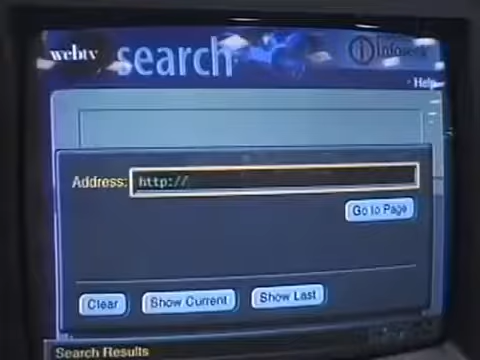 webtv search Infoseek
Help
Address: http://
Go to Page
Clear Show Current Show Last
Search Results